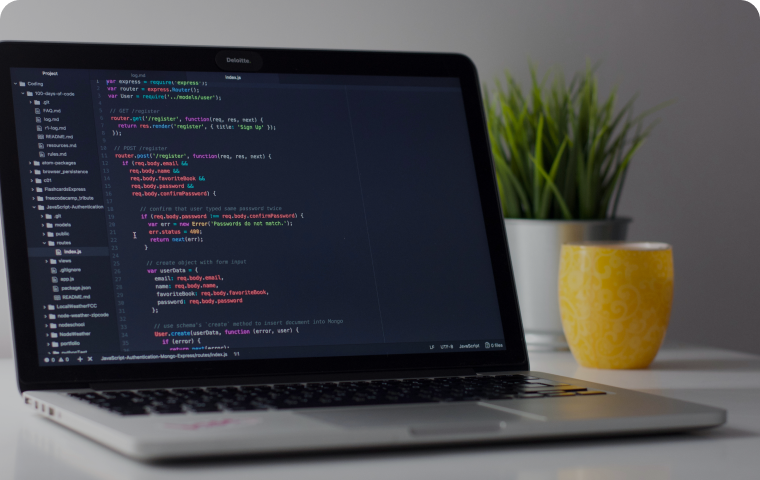 Deloitte.
Project
Coding
100-days-of-code
.git
FAQ.md
log.md
r1-log.md
README.md
resources.md
rules.md
atom-packages
browser_persistance
c01
FlashcardsExpress
freecodecamp_tribute
JavaScript-Authentication
.git
models
public
routes
index.js
views
.gitignore
app.js
package.json
README.md
LocalWeatherFCC
node-weather-zipcode
nodeschool
NodeWeather
portfolio
log.md
index.js
var express = require('express');
var router = express.Router();
var User = require('../models/user');
// GET /register
router.get('/register', function(req, res, next) {
return res.render('register', { title: 'Sign Up' });
});
// POST /register
router.post('/register', function(req, res, next) {
if (req.body.email &&
req.body.name &&
req.body.favoriteBook &&
req.body.password &&
req.body.confirmPassword) {
// confirm that user typed same password twice
if (req.body.password !== req.body.confirmPassword) {
var err = new Error('Passwords do not match.');
err.status = 400;
return next(err);
}
// create object with form input
var userData = {
email: req.body.email,
name: req.body.name,
favoriteBook: req.body.favoriteBook,
password: req.body.password
};
// use schema's `create` method to insert document into Mongo
User.create(userData, function (error, user) {
if (error) {
return next(error);
0 0 JavaScript-Authentication-Mongo-Express/routes/index.js 1:1 LF UTF-8 JavaScript 0 files